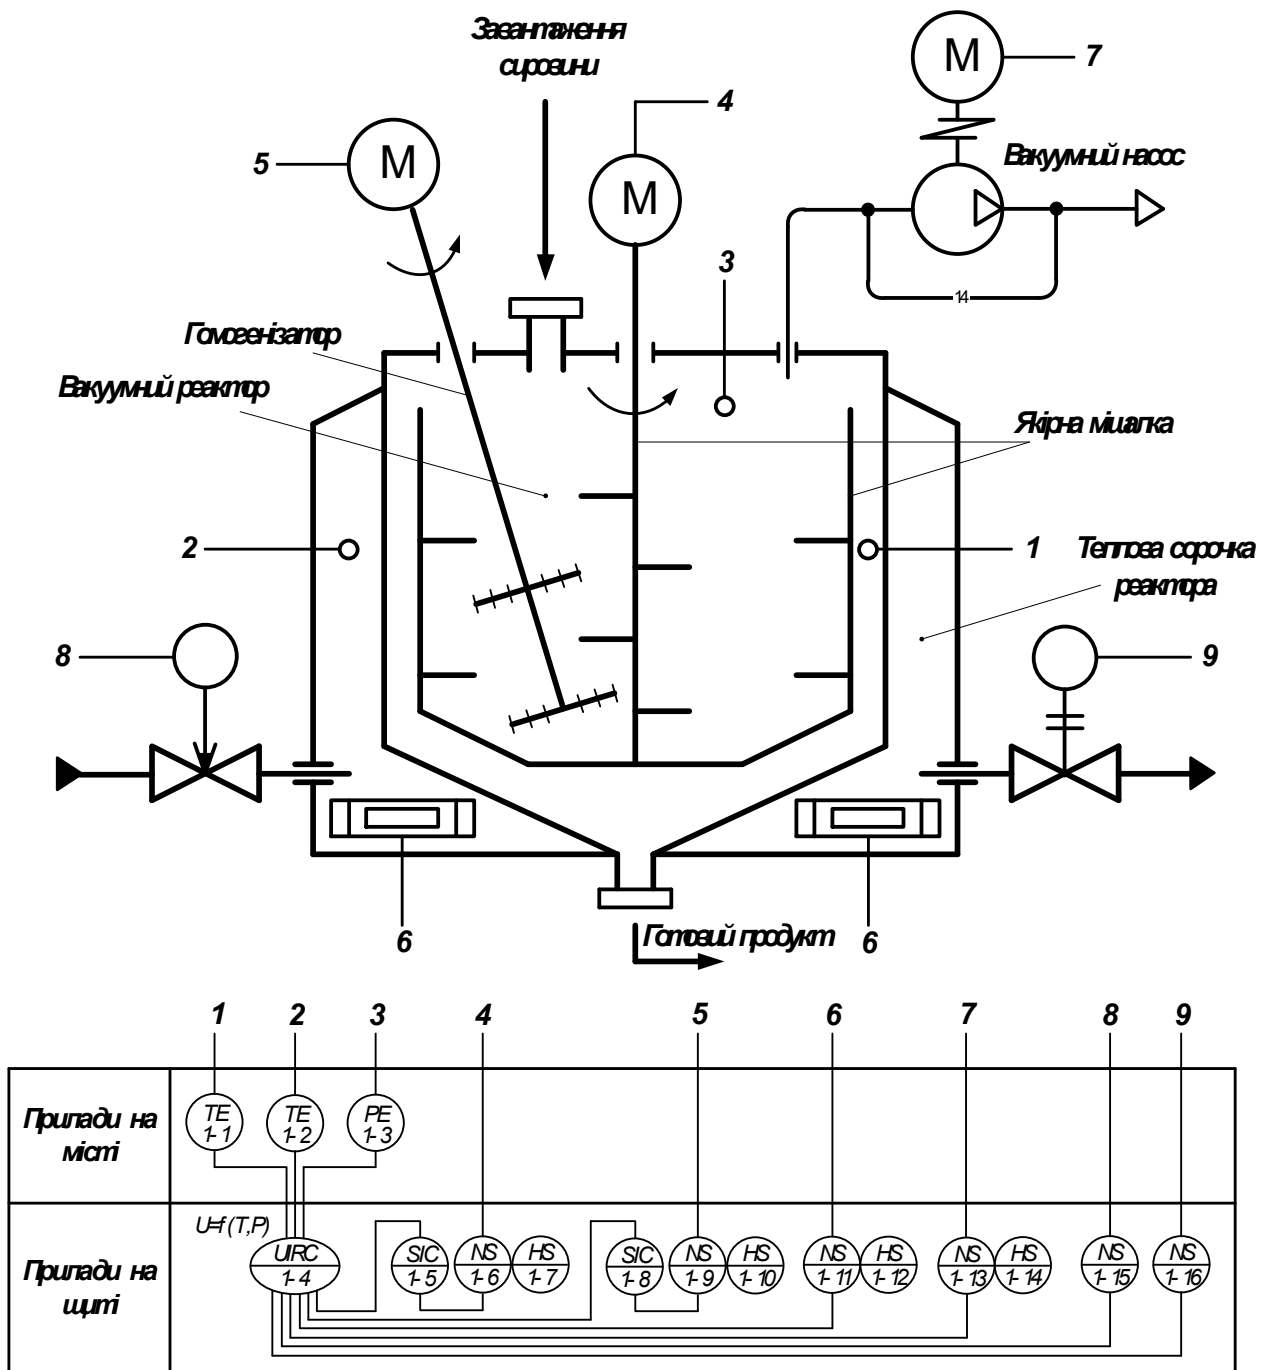 Завантаження
сировини
М
7
4
5
М
М
Вакуумний насос
14
3
Гомогенізатор
Вакуумний реактор
Якірна мішалка
2
1
Теплова сорочка
реактора
8
9
6
6
Готовий продукт
1
2
3
4
5
6
7
8
9
Прилади на
місті
TE
1-1
TE
1-2
PE
1-3
U=f(T,P)
Прилади на
щиті
UIRC
1-4
SIC
1-5
NS
1-6
HS
1-7
SIC
1-8
NS
1-9
HS
1-10
NS
1-11
HS
1-12
NS
1-13
HS
1-14
NS
1-15
NS
1-16